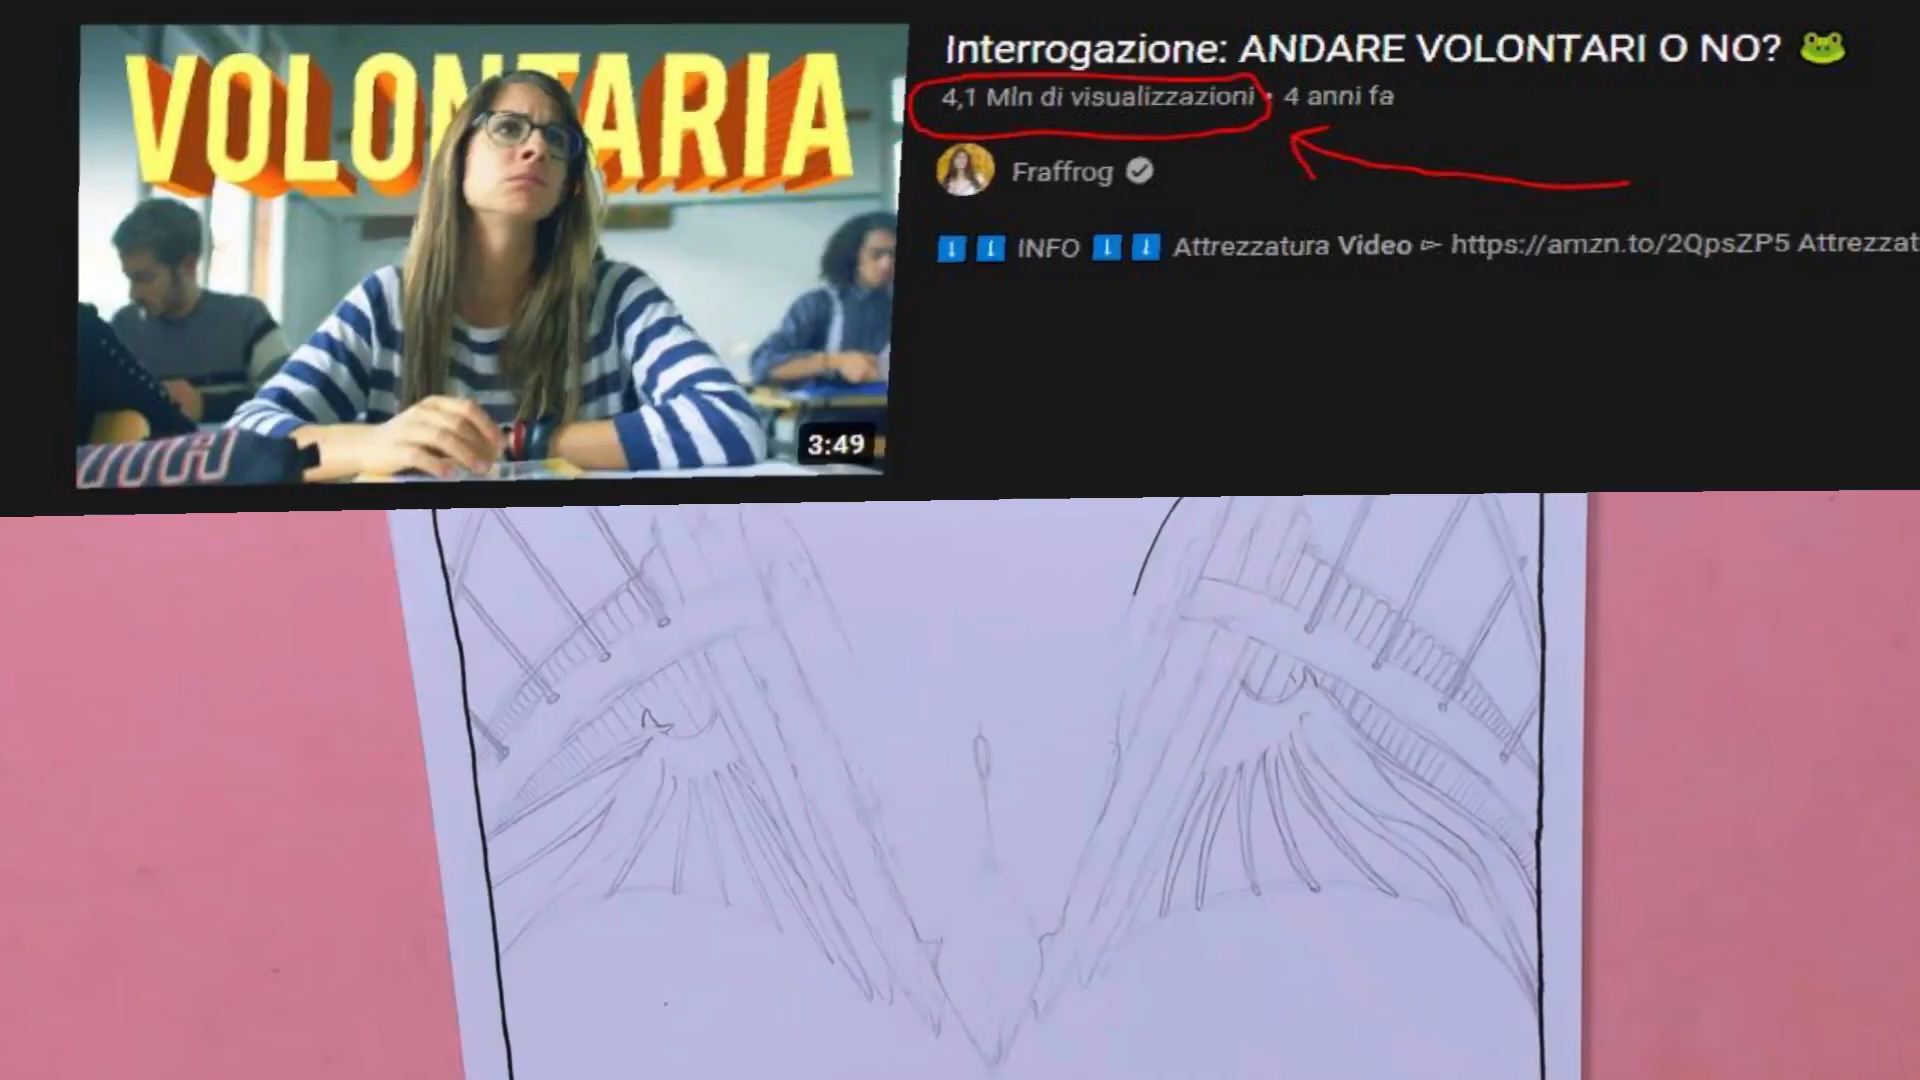 VOLONTARIA
3:49
Interrogazione: ANDARE VOLONTARI O NO? 🐸
4,1 Mln di visualizzazioni • 4 anni fa
Fraffrog
⬇️ ⬇️ INFO ⬇️ ⬇️ Attrezzatura Video ▻ https://amzn.to/2QpsZP5 Attrezzat